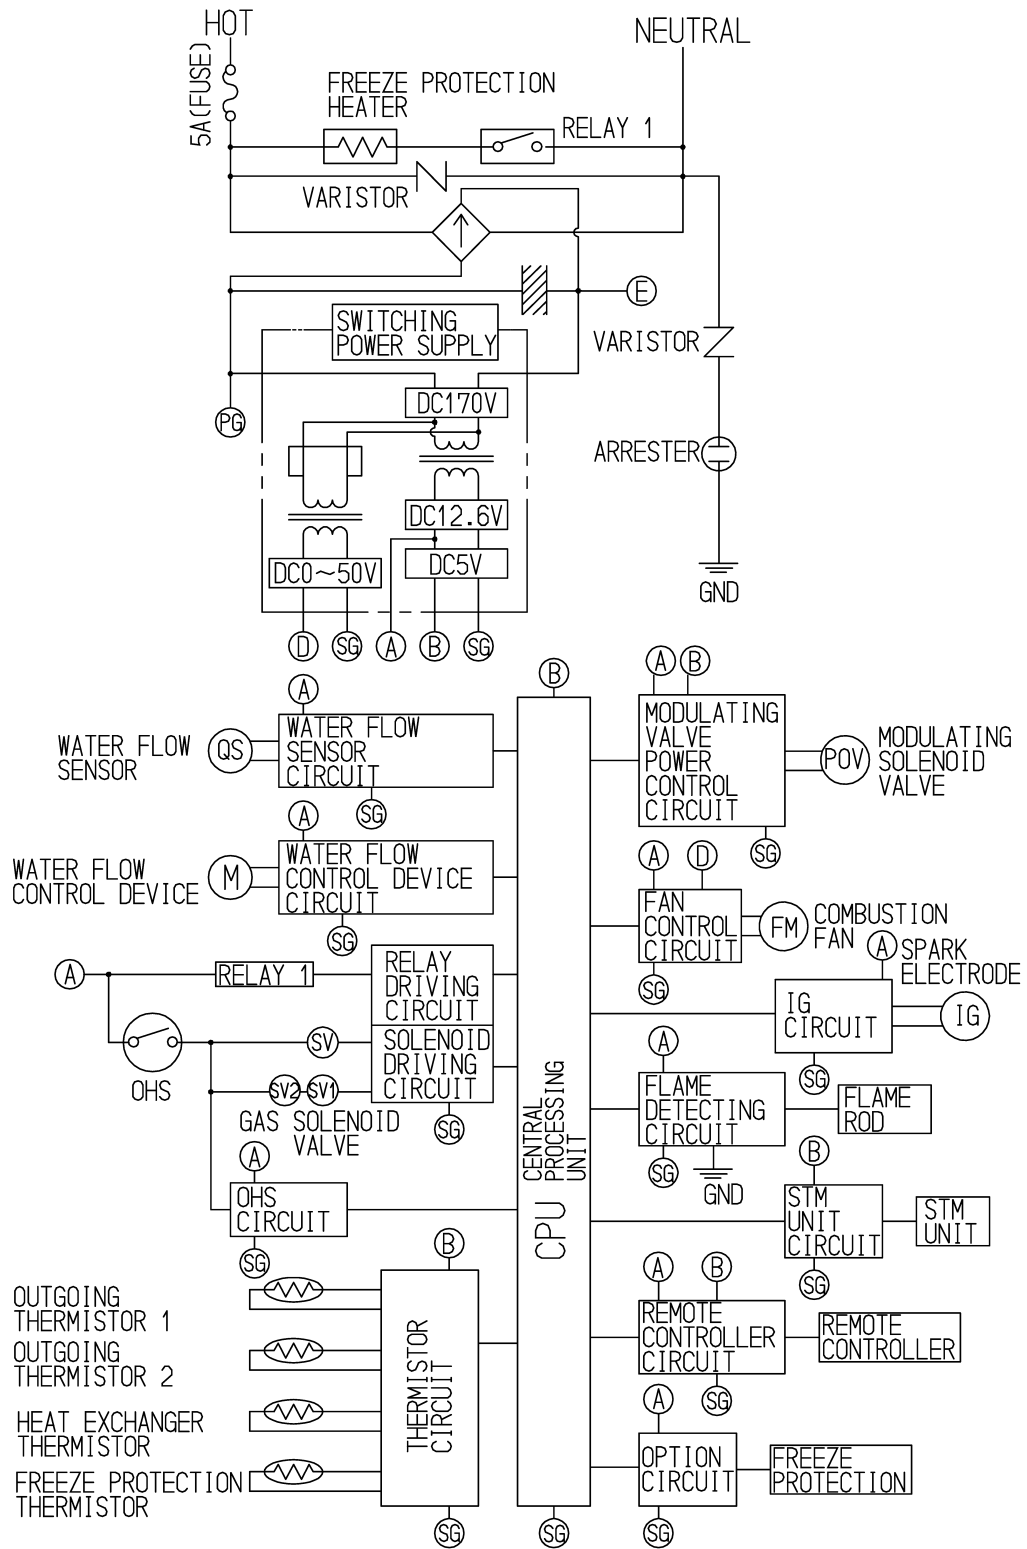 HOT
NEUTRAL
5A(FUSE)
FREEZE PROTECTION
HEATER
RELAY 1
VARISTOR
E
SWITCHING
POWER SUPPLY
VARISTOR
DC170V
PG
ARRESTER
DC12.6V
DC5V
DC0~50V
GND
D
SG
A
B
SG
B
A
WATER FLOW
SENSOR
QS
WATER FLOW
SENSOR
CIRCUIT
SG
A
WATER FLOW
CONTROL DEVICE
M
WATER FLOW
CONTROL DEVICE
CIRCUIT
SG
A
RELAY 1
RELAY
DRIVING
CIRCUIT
OHS
SV
SOLENOID
DRIVING
CIRCUIT
SV2
SV1
GAS SOLENOID
VALVE
SG
A
OHS
CIRCUIT
SG
B
OUTGOING
THERMISTOR 1
OUTGOING
THERMISTOR 2
HEAT EXCHANGER
THERMISTOR
FREEZE PROTECTION
THERMISTOR
THERMISTOR
CIRCUIT
SG
CENTRAL
PROCESSING
UNIT
CPU
SG
A
B
MODULATING
VALVE
POWER
CONTROL
CIRCUIT
POV
MODULATING
SOLENOID
VALVE
SG
A
D
FAN
CONTROL
CIRCUIT
FM
COMBUSTION
FAN
SG
A
SPARK
ELECTRODE
IG
CIRCUIT
IG
SG
A
FLAME
DETECTING
CIRCUIT
FLAME
ROD
SG
GND
B
STM
UNIT
CIRCUIT
STM
UNIT
SG
A
B
REMOTE
CONTROLLER
CIRCUIT
REMOTE
CONTROLLER
SG
A
OPTION
CIRCUIT
FREEZE
PROTECTION
SG